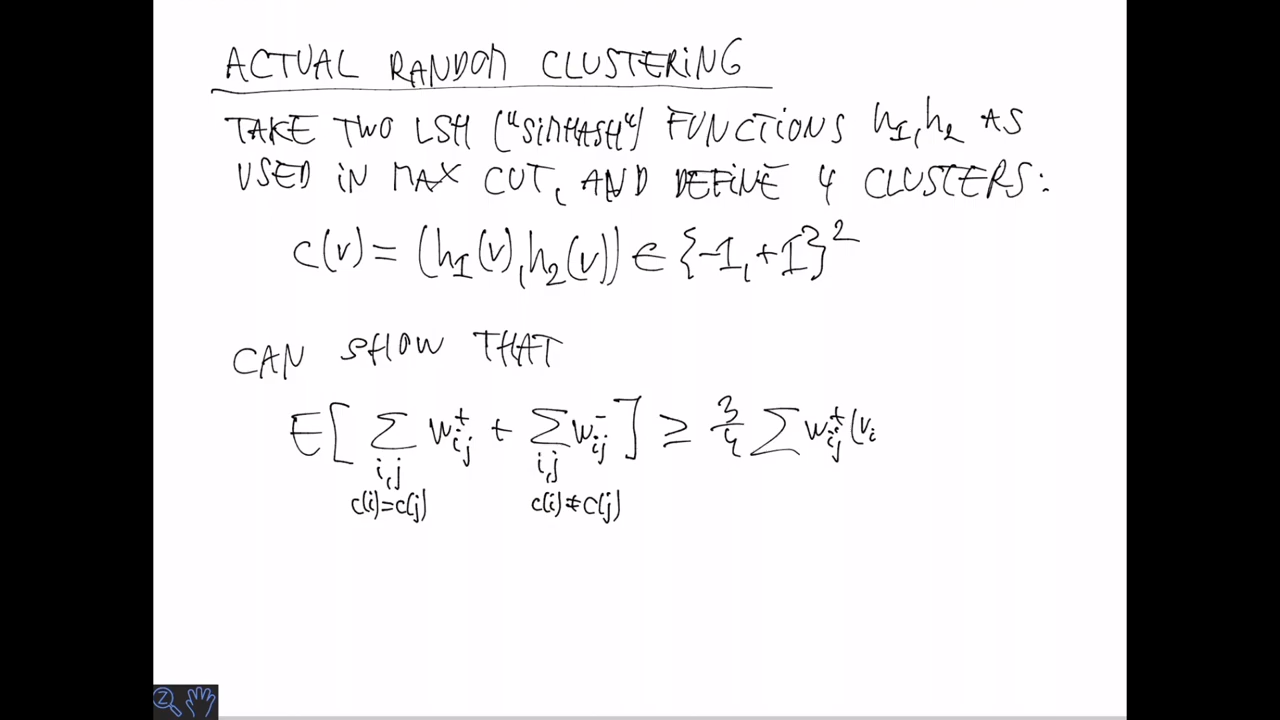 ACTUAL RANDOM CLUSTERING
TAKE TWO LSH ("SIMHASH") FUNCTIONS h₁, h₂ AS
USED IN MAX CUT, AND DEFINE 4 CLUSTERS:
c(v) = (h₁(v), h₂(v)) ∈ {-1, +1}²
CAN SHOW THAT
E[ ∑ w⁺ᵢⱼ + ∑ w⁻ᵢⱼ ] ≥ 3/4 ∑ w⁺ᵢⱼ (vᵢ
i,j i,j
c(i)=c(j) c(i)≠c(j)
Z